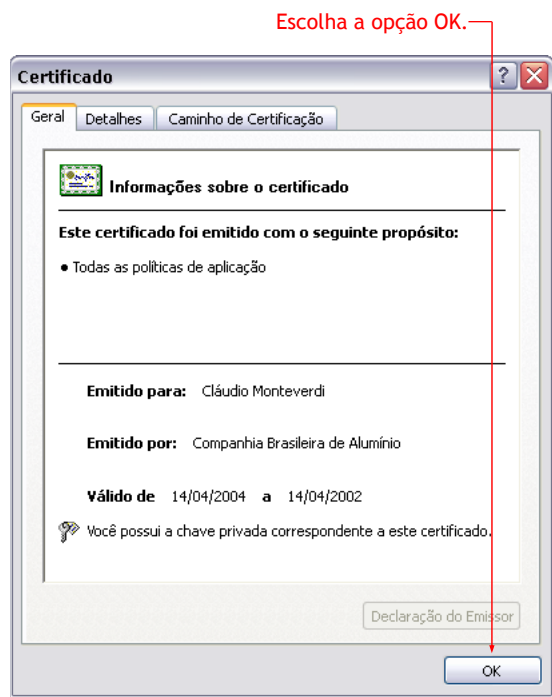 Escolha a opção OK.
Certificado
Geral Detalhes Caminho de Certificação
Informações sobre o certificado
Este certificado foi emitido com o seguinte propósito:
• Todas as políticas de aplicação
Emitido para: Cláudio Monteverdi
Emitido por: Companhia Brasileira de Alumínio
Válido de 14/04/2004 a 14/04/2002
Você possui a chave privada correspondente a este certificado.
Declaração do Emissor
OK